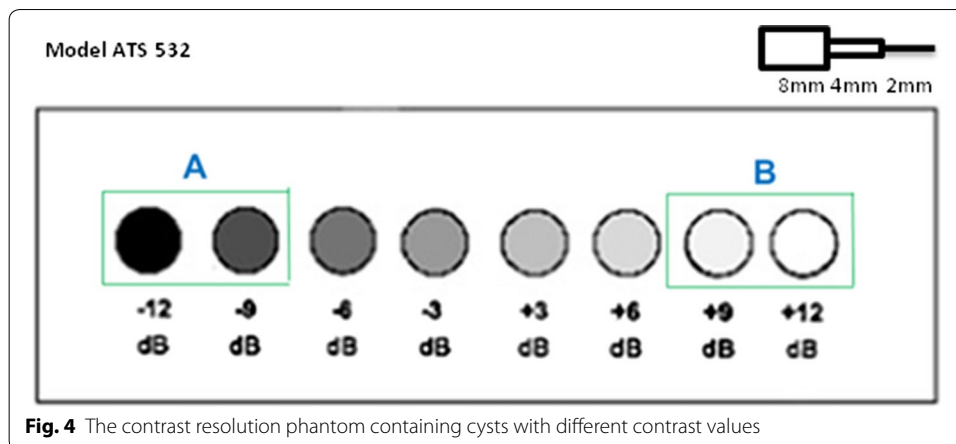 Model ATS 532
8mm 4mm 2mm
A
B
-12 -9 -6 -3 +3 +6 +9 +12
dB dB dB dB dB dB dB dB
Fig. 4 The contrast resolution phantom containing cysts with different contrast values